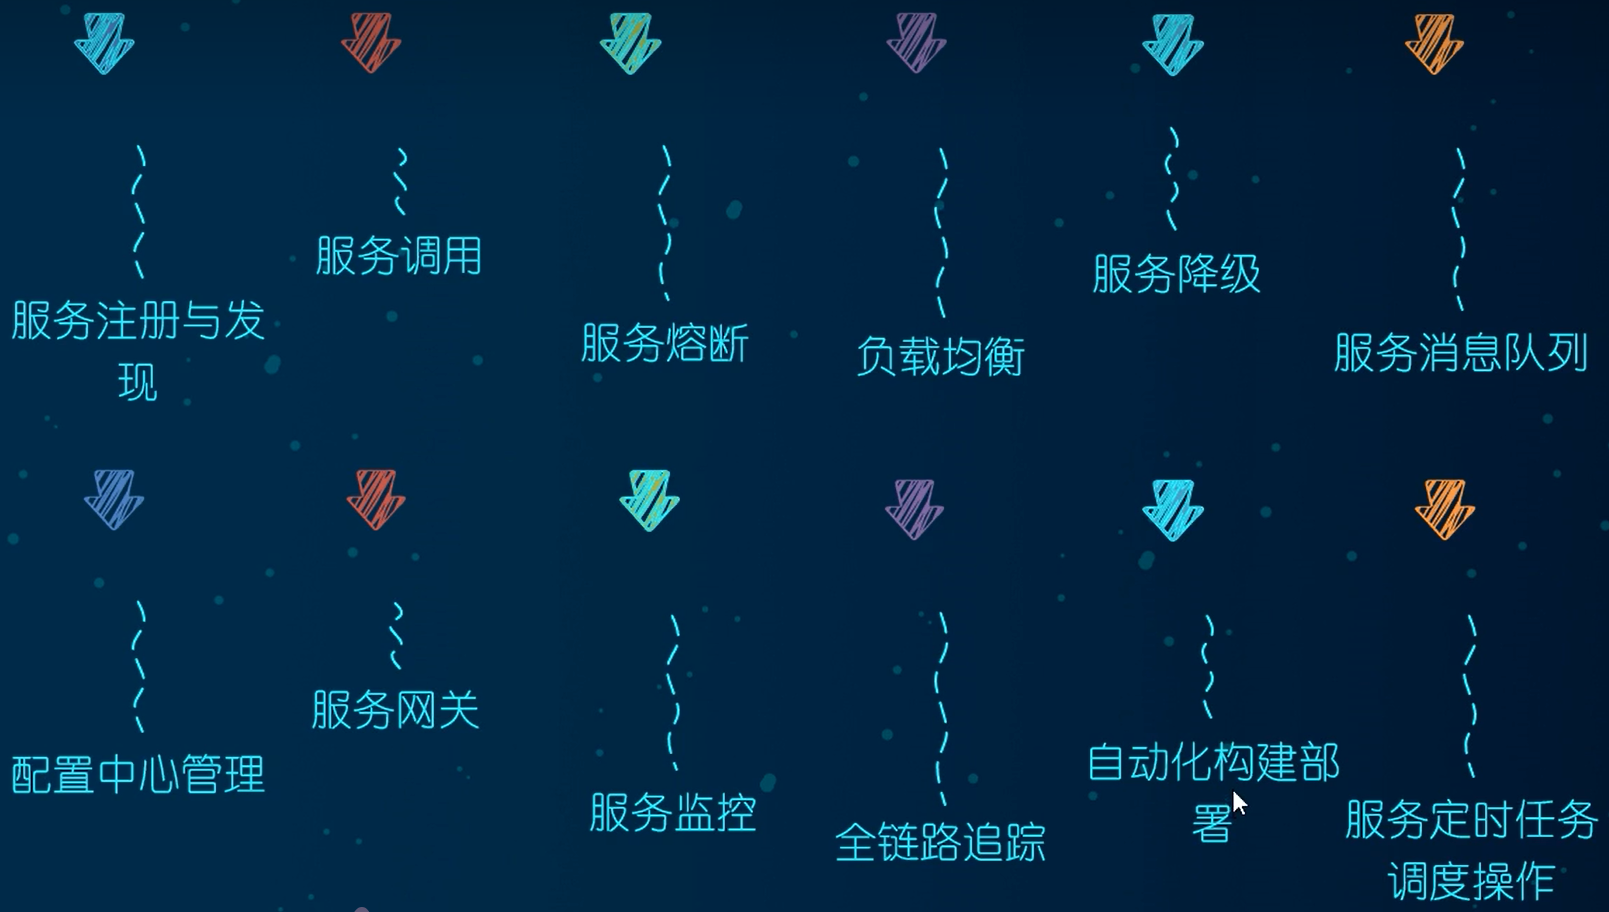 服务注册与发
现
服务调用
服务熔断
负载均衡
服务降级
服务消息队列
配置中心管理
服务网关
服务监控
全链路追踪
自动化构建部
署
服务定时任务
调度操作